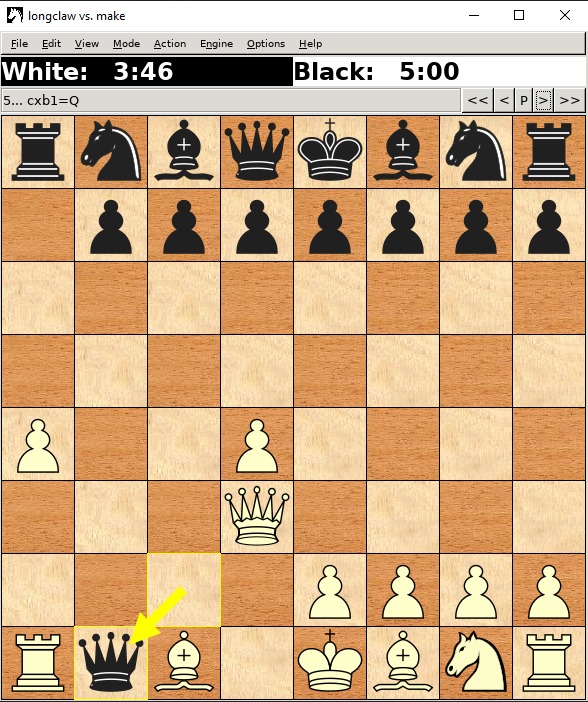 longclaw vs. make
File Edit View Mode Action Engine Options Help
White: 3:46 Black: 5:00
5... cxb1=Q << < P > >>